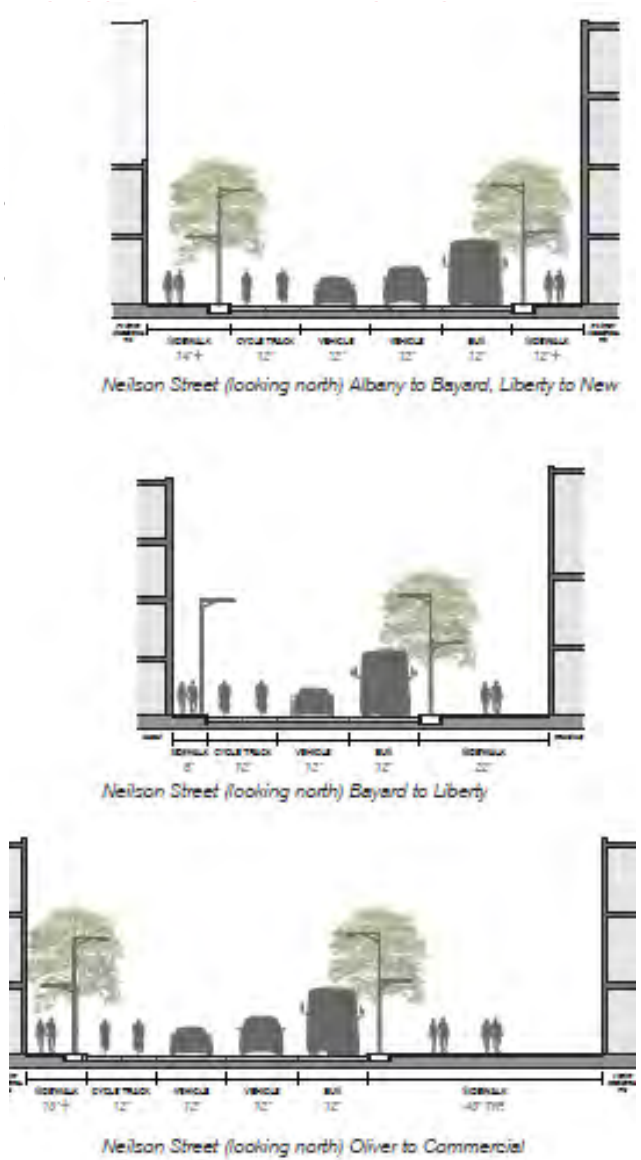 SIDEWALK CYCLE TRACK VEHICLE VEHICLE BUS SIDEWALK
14'+ 12' 12' 12' 12' 12'+
Neilson Street (looking north) Albany to Bayard, Liberty to New
SIDEWALK CYCLE TRACK VEHICLE BUS SIDEWALK
12' 12' 12' 22'
Neilson Street (looking north) Bayard to Liberty
SIDEWALK CYCLE TRACK VEHICLE VEHICLE BUS SIDEWALK
12' 12' 12' 12'
Neilson Street (looking north) Oliver to Commercial